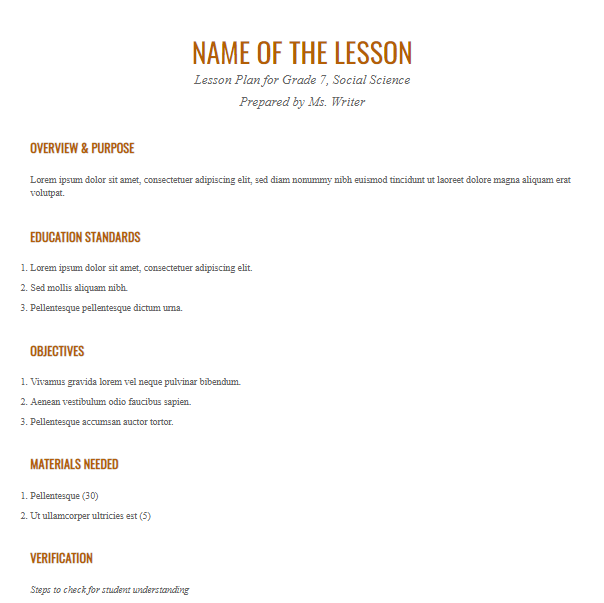 NAME OF THE LESSON
Lesson Plan for Grade 7, Social Science
Prepared by Ms. Writer
OVERVIEW & PURPOSE
Lorem ipsum dolor sit amet, consectetuer adipiscing elit, sed diam nonummy nibh euismod tincidunt ut laoreet dolore magna aliquam erat
volutpat.
EDUCATION STANDARDS
1. Lorem ipsum dolor sit amet, consectetuer adipiscing elit.
2. Sed mollis aliquam nibh.
3. Pellentesque pellentesque dictum urna.
OBJECTIVES
1. Vivamus gravida lorem vel neque pulvinar bibendum.
2. Aenean vestibulum odio faucibus sapien.
3. Pellentesque accumsan auctor tortor.
MATERIALS NEEDED
1. Pellentesque (30)
2. Ut ullamcorper ultricies est (5)
VERIFICATION
Steps to check for student understanding